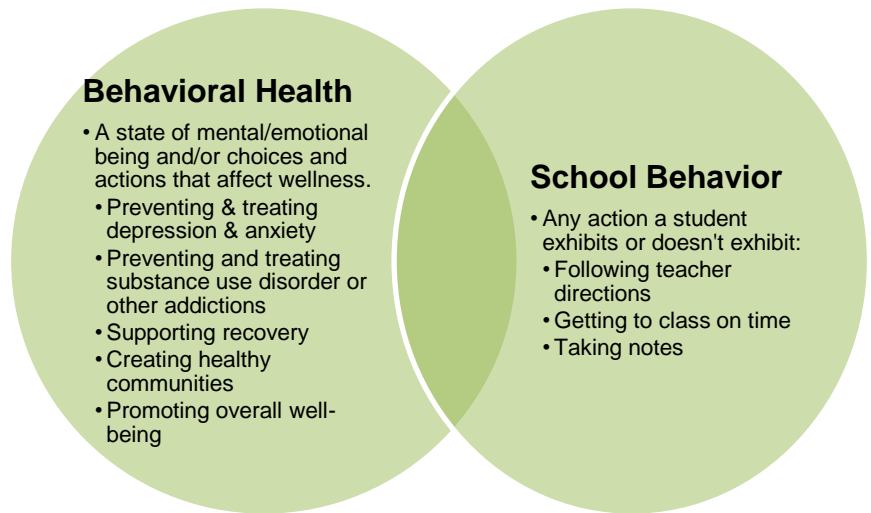 Behavioral Health
• A state of mental/emotional
being and/or choices and
actions that affect wellness.
• Preventing & treating
depression & anxiety
• Preventing and treating
substance use disorder or
other addictions
• Supporting recovery
• Creating healthy
communities
• Promoting overall well-
being
School Behavior
• Any action a student
exhibits or doesn't exhibit:
• Following teacher
directions
• Getting to class on time
• Taking notes